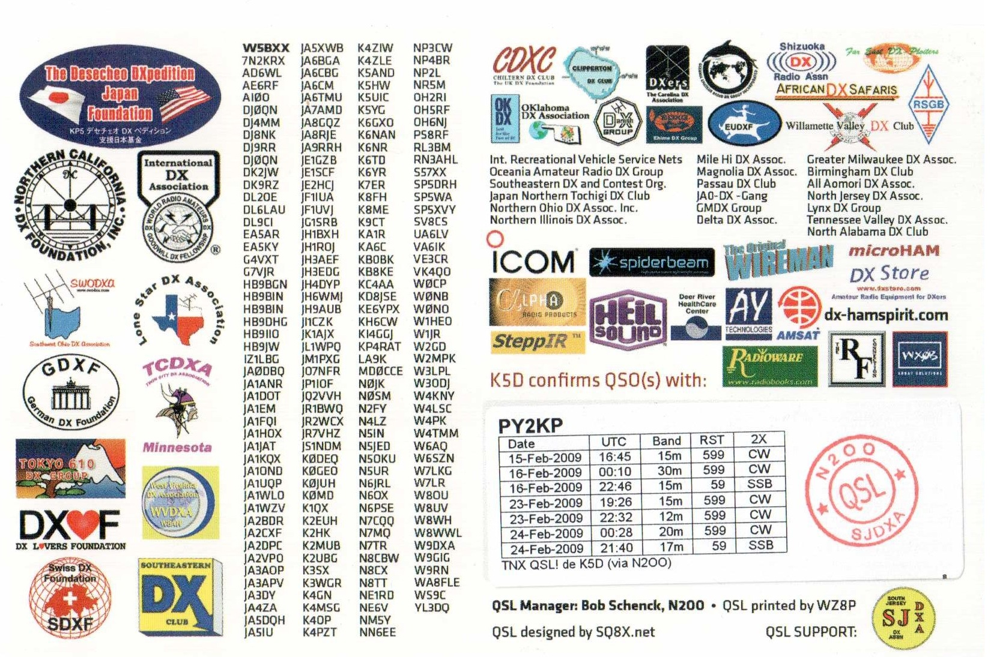 The Desecheo DXpedition
Japan
Foundation
KP5 デセチェオ DX ペディション
支援日本基金
NORTHERN CALIFORNIA
DX FOUNDATION, INC.
International
DX
Association
WORLD RADIO AMATEURS
DX DX
GOODWILL DX FELLOWSHIP
®
SWODXA
Southwest Ohio DX Association
Lone Star DX Association
GDXF
German DX Foundation
TCDXA
TWIN CITY DX ASSOCIATION
Minnesota
TOKYO 610
DX GROUP
West Virginia
DX Association
WVDXA
DX F
DX LOVERS FOUNDATION
Swiss DX
Foundation
SDXF
SOUTHEASTERN
DX
CLUB
W5BXX JA5XWB K4ZIW NP3CW
7N2KRX JA6BGA K4ZLE NP4BR
AD6WL JA6CBG K5AND NP2L
AE6RF JA6CM K5HW NR5M
AIØO JA6TMU K5UIC OH2RI
DJØQN JA7AMD K5YG OH5RF
DJ4MM JA8GQZ K6GXO OH6NJ
DJ8NK JA8RJE K6NAN PS8RF
DJ9RR JA9RRH K6NR RL3BM
DJØQN JE1GZB K6TD RN3AHL
DK2JW JE1SCF K6YR S57XX
DK9RZ JE2HCJ K7ER SP5DRH
DL2OE JF1IUA K8FH SP5WA
DL6LAU JF1UVJ K8ME SP5XVY
DL9CI JG1SRB K9CT SV8CS
EA5AR JH1BXH KA1R UA6LV
EA5KY JH1ROJ KA6C VA6IK
G4VXT JH3AEF KB0BK VE3CR
G7VJR JH3EDG KB8KE VK4QO
HB9BGN JH4DYP KC4AA WØCP
HB9BIN JH6WMJ KD8JSE WØNB
HB9BIN JH9AUB KE6YPX WØNO
HB9DHG JI1CZK KH6CW W1HEO
HB9IIO JK1AJX KI4GGJ W1JR
HB9JW JL1WPQ KP4RAT W2GD
IZ1LBG JM1PXG LA9K W2MPK
JAØDBQ JO7NFR MDØCCE W3LPL
JA1ANR JP1IOF NØJK W3ODJ
JA1DOT JQ2VVH NØSM W4KNY
JA1EM JR1BWQ N2FY W4LSC
JA1FQI JR2WCX N4LZ W4PK
JA1HOX JR7VHZ N5IN W4TMM
JA1JAT JS1NDM N5JED W6AQ
JA1KQX KØDEQ N5OKU W6SZN
JA1OND KØGEO N5UR W7LKG
JA1UQP KØJUH N6JRL W7LR
JA1WLO KØMD N6OX W8OU
JA1WZV K1QX N6PSE W8UV
JA2BDR K2EUH N7CQQ W8WH
JA2CXF K2HK N7MQ W8WWL
JA2DPC K2MUB N7TR W9DXA
JA2VPO K2UBG N8CBW W9GIG
JA3AOP K3SX N8CX W9RN
JA3APV K3WGR N8TT WA8FLE
JA3DY K4GN NE1RD WS9C
JA4ZA K4MSG NE6V YL3DQ
JA5DQH K4OP NM5Y
JA5IU K4PZT NN6EE
CDXC
CHILTERN DX CLUB
The UK DX Foundation
CLIPPERTON
DX CLUB
DXers
The Carolina DX
Association
Shizuoka
DX
Radio Ass'n
Far East DX-Ploiters
AFRICAN DX SAFARIS
RSGB
OK
DX
OKlahoma
DX Association
Danish
DX
GROUP
Ehime DX Group
EUDXF
Willamette Valley DX Club
Int. Recreational Vehicle Service Nets Mile Hi DX Assoc. Greater Milwaukee DX Assoc.
Oceania Amateur Radio DX Group Magnolia DX Assoc. Birmingham DX Club
Southeastern DX and Contest Org. Passau DX Club All Aomori DX Assoc.
Japan Northern Tochigi DX Club JA0-DX -Gang North Jersey DX Assoc.
Northern Ohio DX Assoc. Inc. GMDX Group Lynx DX Group
Northern Illinois DX Assoc. Delta DX Assoc. Tennessee Valley DX Assoc.
North Alabama DX Club
ICOM
spiderbeam
The Original
WIREMAN
microHAM
DX Store
www.dxstore.com
Amateur Radio Equipment for DXers
ALPHA
RADIO PRODUCTS
HEIL
SOUND
Deer River
HealthCare
Center
AY
TECHNOLOGIES
AMSAT
dx-hamspirit.com
SteppIR ™
RADIOWARE
www.radiobooks.com
THE
RF
CONNECTION
WXØB
ARRAY SOLUTIONS
K5D confirms QSO(s) with:
PY2KP
Date UTC Band RST 2X
15-Feb-2009 16:45 15m 599 CW
16-Feb-2009 00:10 30m 599 CW
16-Feb-2009 22:46 15m 59 SSB
23-Feb-2009 19:26 15m 599 CW
23-Feb-2009 22:32 12m 599 CW
24-Feb-2009 00:28 20m 599 CW
24-Feb-2009 21:40 17m 59 SSB
TNX QSL! de K5D (via N2OO)
N2OO
QSL
SJDXA
QSL Manager: Bob Schenck, N2OO • QSL printed by WZ8P
QSL designed by SQ8X.net QSL SUPPORT:
SOUTH
JERSEY
SJ
DX
ASSN
DXA